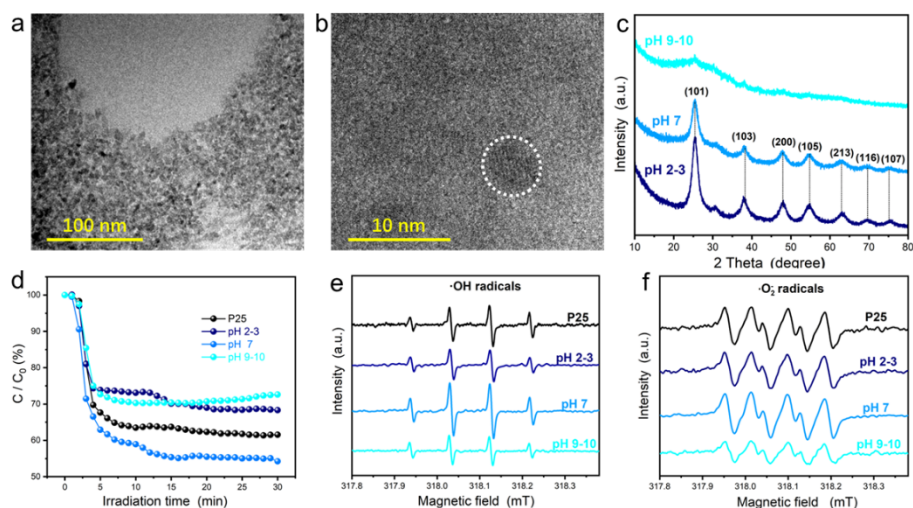 a
100 nm
b
10 nm
c
pH 9-10
(101)
pH 7
(103)
(200)
(105)
(213)
(116)
(107)
pH 2-3
Intensity (a.u.)
10 20 30 40 50 60 70 80
2 Theta (degree)
d
100
90
80
70
60
50
C / C₀ (%)
P25
pH 2-3
pH 7
pH 9-10
0 5 10 15 20 25 30
Irradiation time (min)
e
·OH radicals
P25
pH 2-3
pH 7
pH 9-10
Intensity (a.u.)
317.8 317.9 318.0 318.1 318.2 318.3
Magnetic field (mT)
f
·O₂ radicals
P25
pH 2-3
pH 7
pH 9-10
Intensity (a.u.)
317.8 317.9 318.0 318.1 318.2 318.3
Magnetic field (mT)